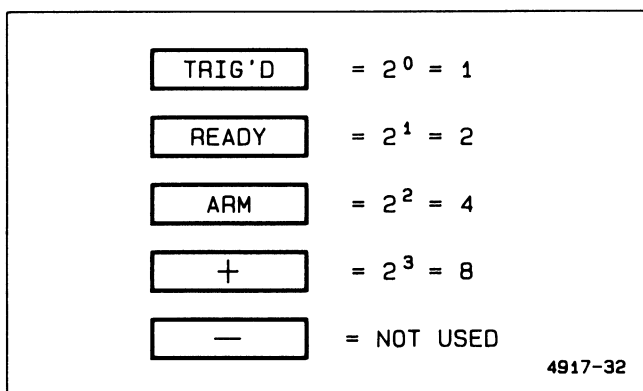 TRIG'D = 2⁰ = 1
READY = 2¹ = 2
ARM = 2² = 4
+ = 2³ = 8
− = NOT USED
4917-32